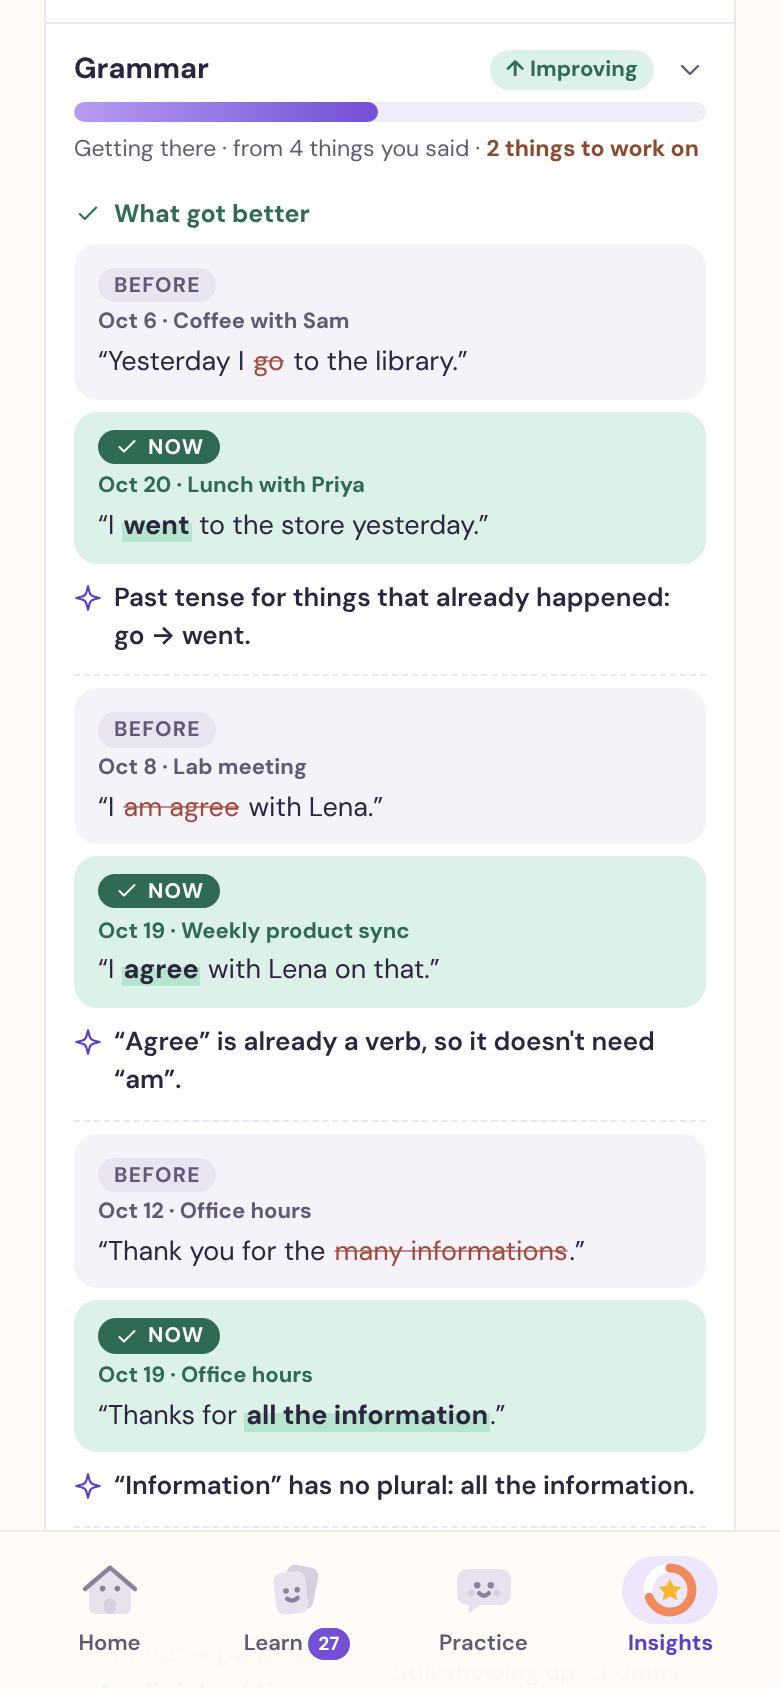 Grammar
↑ Improving
Getting there · from 4 things you said · 2 things to work on
What got better
BEFORE
Oct 6 · Coffee with Sam
“Yesterday I go to the library.”
NOW
Oct 20 · Lunch with Priya
“I went to the store yesterday.”
Past tense for things that already happened:
go → went.
BEFORE
Oct 8 · Lab meeting
“I am agree with Lena.”
NOW
Oct 19 · Weekly product sync
“I agree with Lena on that.”
“Agree” is already a verb, so it doesn't need
“am”.
BEFORE
Oct 12 · Office hours
“Thank you for the many informations.”
NOW
Oct 19 · Office hours
“Thanks for all the information.”
“Information” has no plural: all the information.
Home
Learn 27
Practice
Insights
Still showing up · 3 times